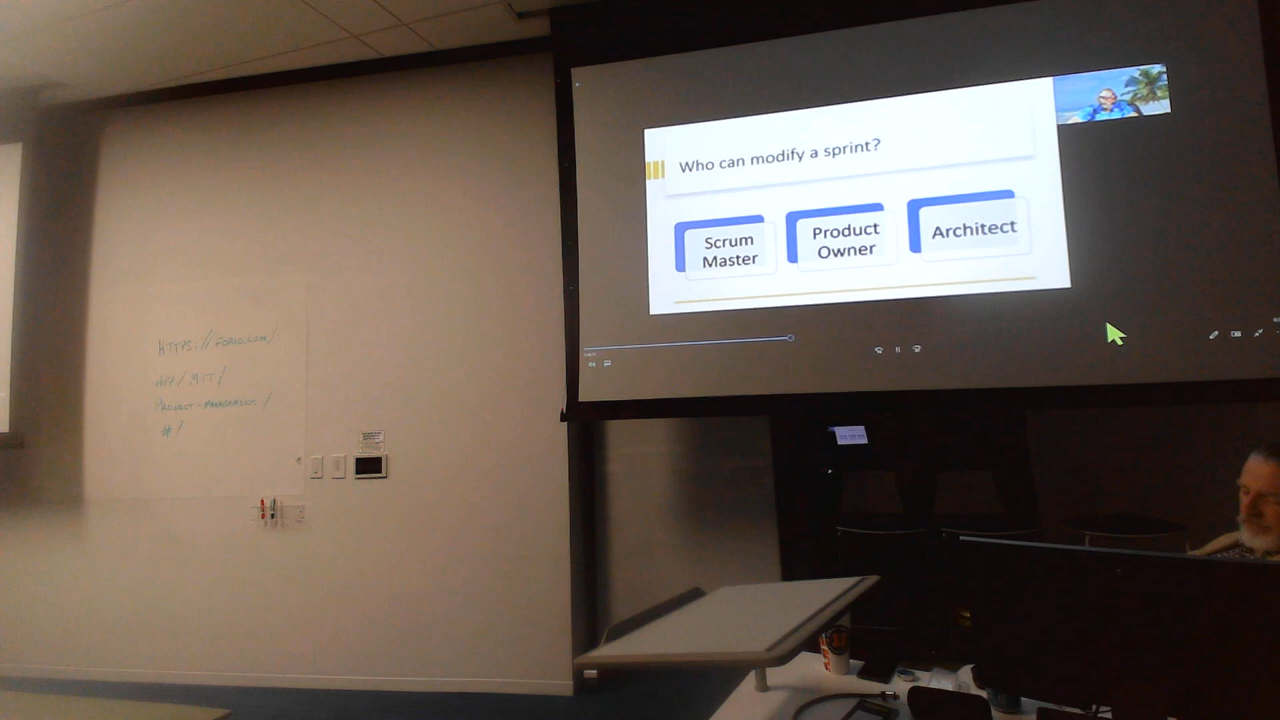 HTTPS://FORIO.COM/
APP/MIT/
PROJECT-MANAGEMENT/
#/
Who can modify a sprint?
Scrum
Master
Product
Owner
Architect